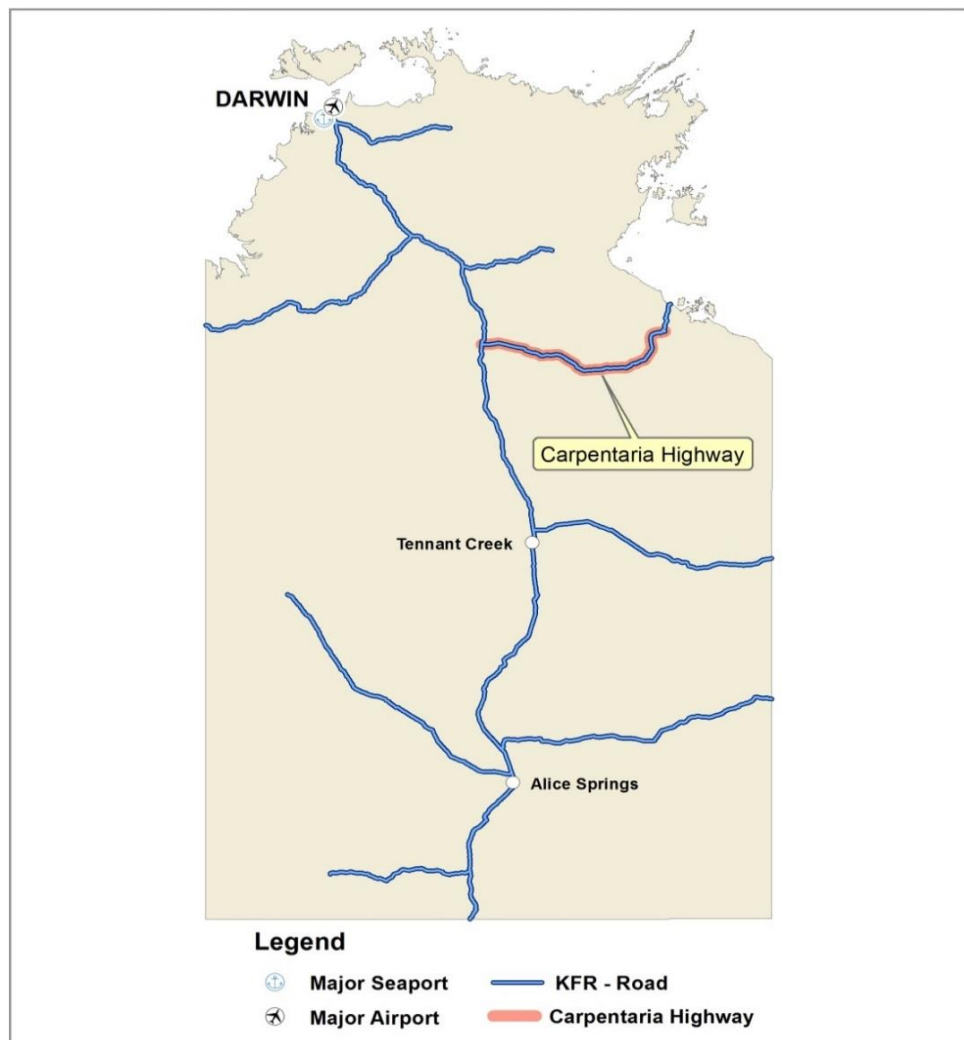 DARWIN
Carpentaria Highway
Tennant Creek
Alice Springs
Legend
Major Seaport
KFR - Road
Major Airport
Carpentaria Highway